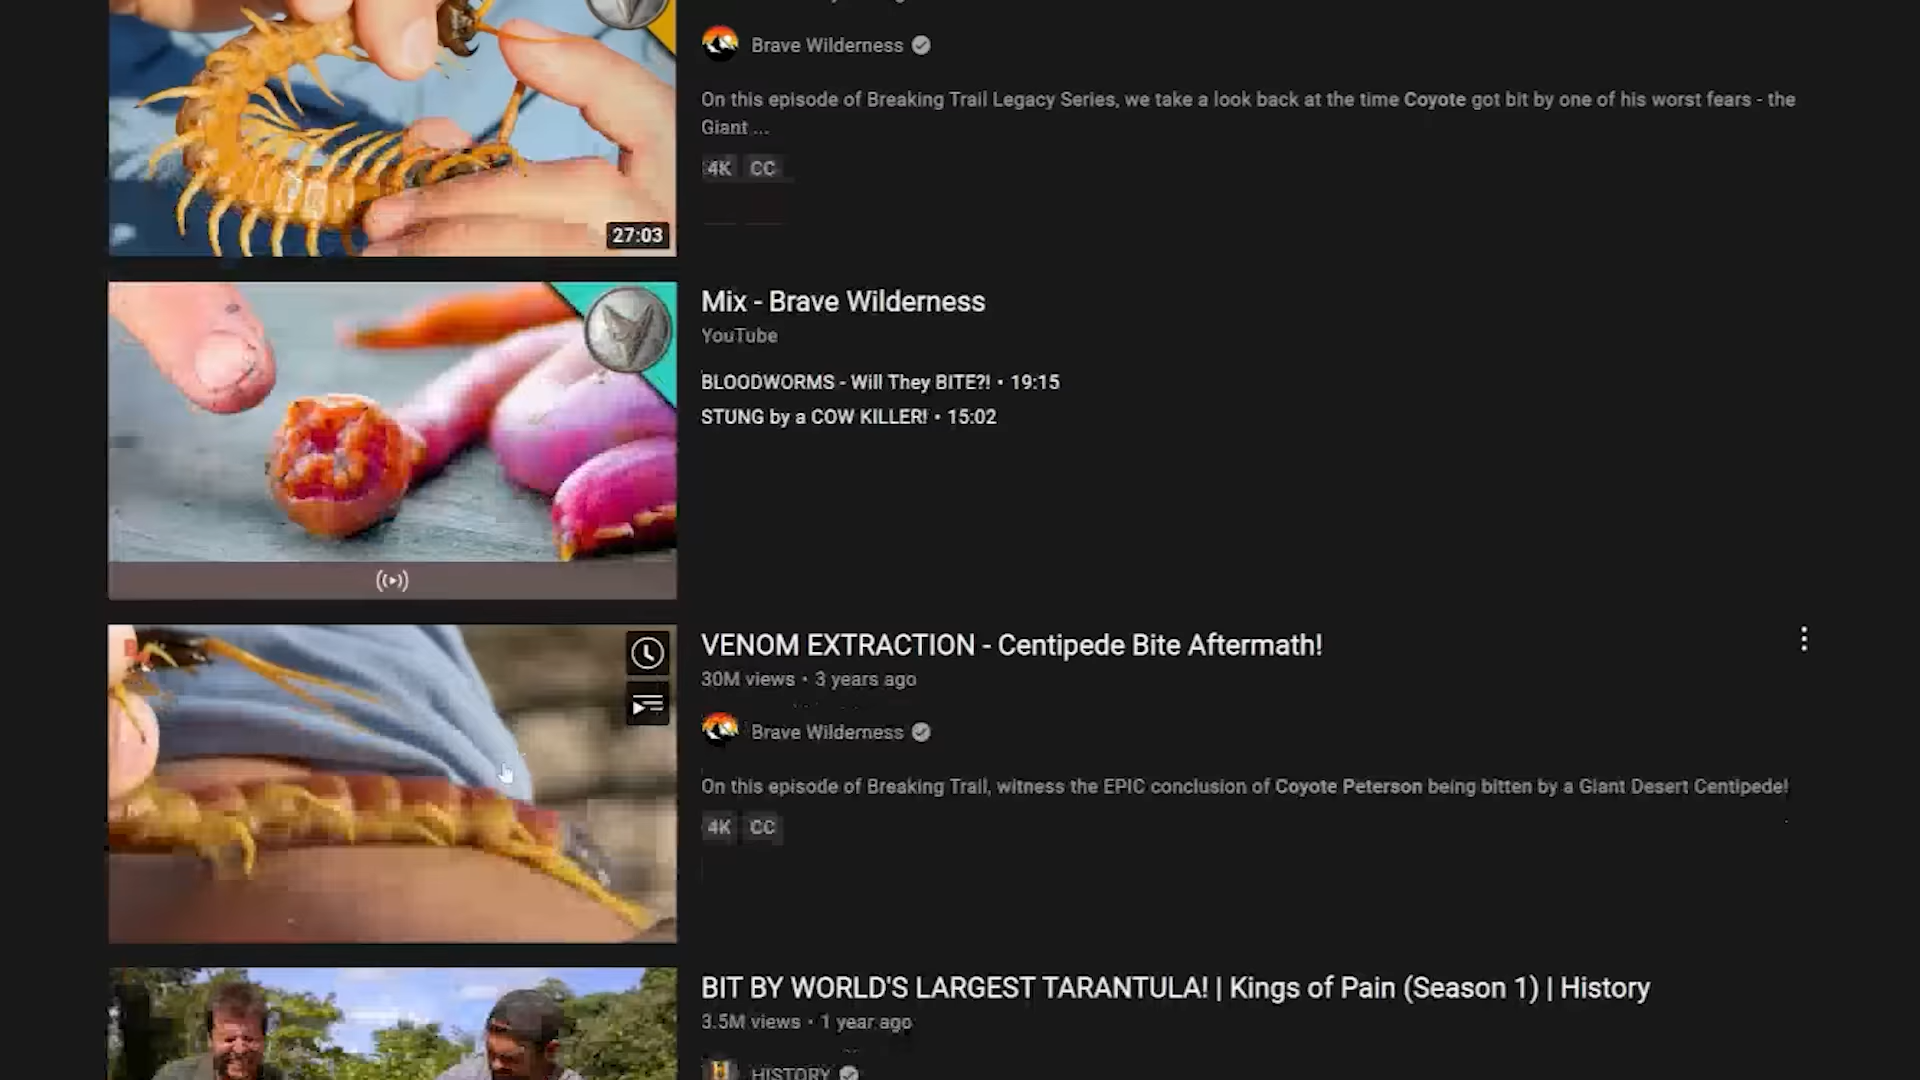 Brave Wilderness
On this episode of Breaking Trail Legacy Series, we take a look back at the time Coyote got bit by one of his worst fears - the
Giant ...
4K CC
27:03
Mix - Brave Wilderness
YouTube
BLOODWORMS - Will They BITE?! • 19:15
STUNG by a COW KILLER! • 15:02
VENOM EXTRACTION - Centipede Bite Aftermath!
30M views • 3 years ago
Brave Wilderness
On this episode of Breaking Trail, witness the EPIC conclusion of Coyote Peterson being bitten by a Giant Desert Centipede!
4K CC
BIT BY WORLD'S LARGEST TARANTULA! | Kings of Pain (Season 1) | History
3.5M views • 1 year ago
HISTORY